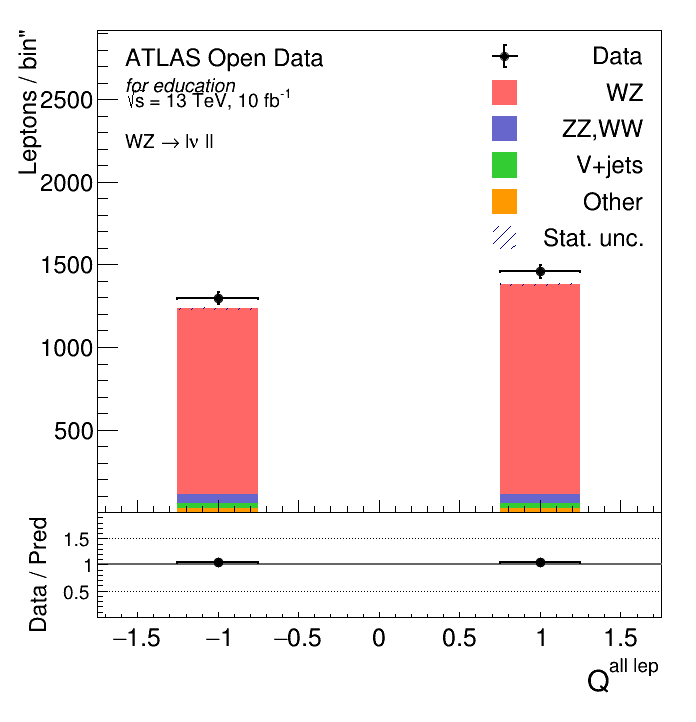 Leptons / bin"
ATLAS Open Data
for education
√s = 13 TeV, 10 fb⁻¹
WZ → lν ll
Data
WZ
ZZ,WW
V+jets
Other
Stat. unc.
2500
2000
1500
1000
500
Data / Pred
1.5
1
0.5
−1.5 −1 −0.5 0 0.5 1 1.5
Q^all lep